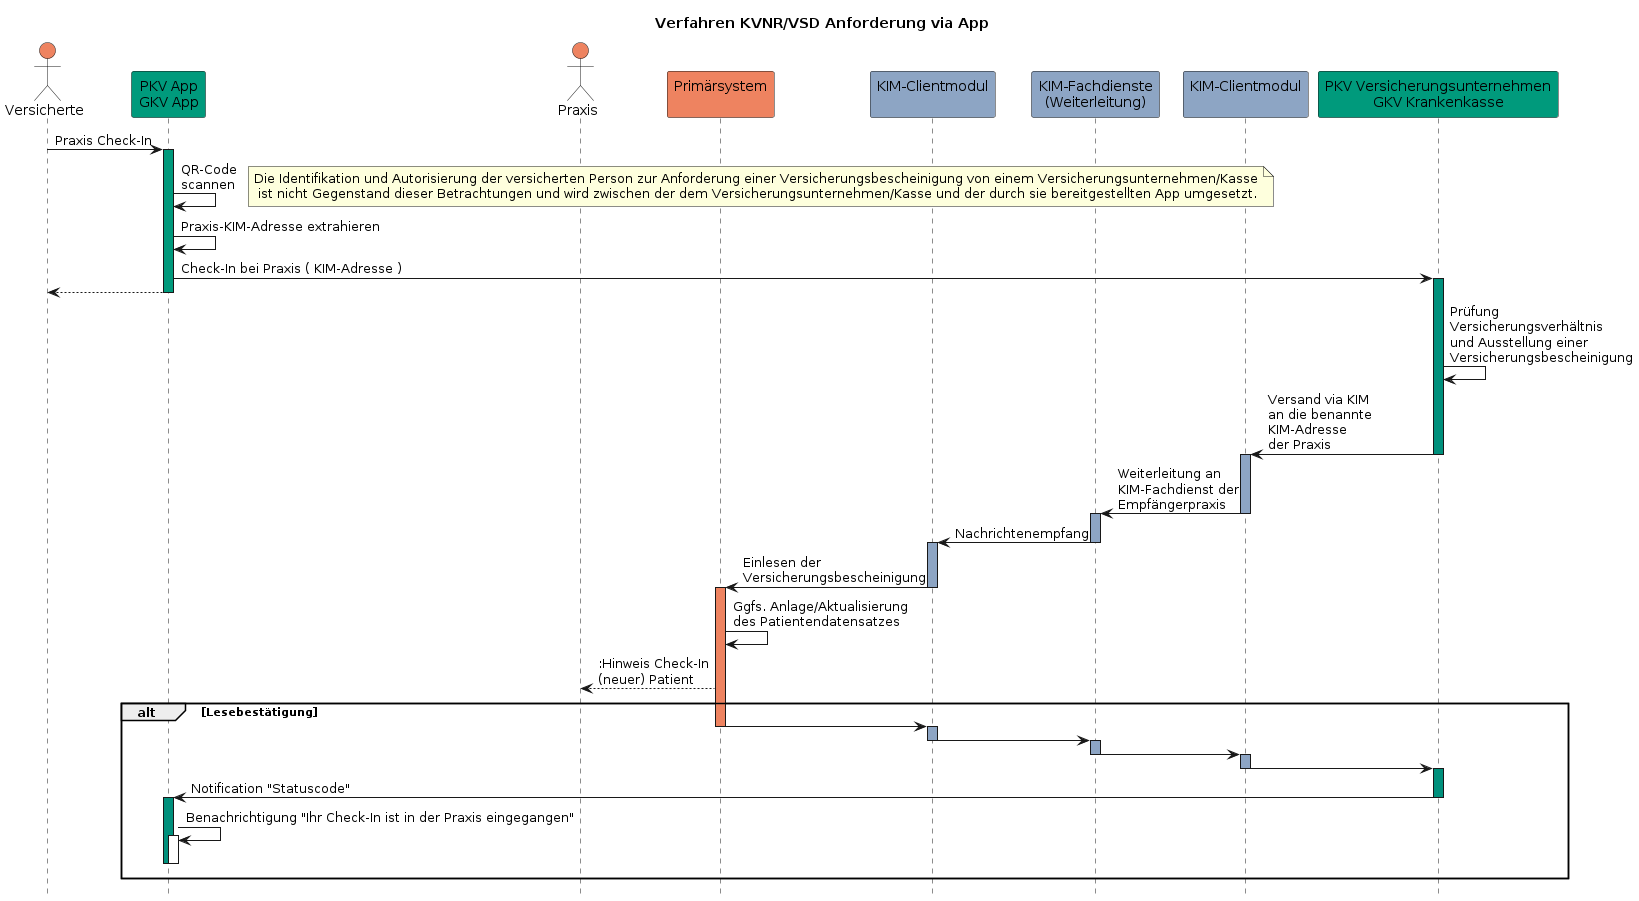 Verfahren KVNR/VSD Anforderung via App
Versicherte
PKV App
GKV App
Praxis
Primärsystem
KIM-Clientmodul
KIM-Fachdienste
(Weiterleitung)
KIM-Clientmodul
PKV Versicherungsunternehmen
GKV Krankenkasse
Praxis Check-In
QR-Code
scannen
Die Identifikation und Autorisierung der versicherten Person zur Anforderung einer Versicherungsbescheinigung von einem Versicherungsunternehmen/Kasse
ist nicht Gegenstand dieser Betrachtungen und wird zwischen der dem Versicherungsunternehmen/Kasse und der durch sie bereitgestellten App umgesetzt.
Praxis-KIM-Adresse extrahieren
Check-In bei Praxis ( KIM-Adresse )
Prüfung
Versicherungsverhältnis
und Ausstellung einer
Versicherungsbescheinigung
Versand via KIM
an die benannte
KIM-Adresse
der Praxis
Weiterleitung an
KIM-Fachdienst der
Empfängerpraxis
Nachrichtenempfang
Einlesen der
Versicherungsbescheinigung
Ggfs. Anlage/Aktualisierung
des Patientendatensatzes
:Hinweis Check-In
(neuer) Patient
alt
[Lesebestätigung]
Notification "Statuscode"
Benachrichtigung "Ihr Check-In ist in der Praxis eingegangen"